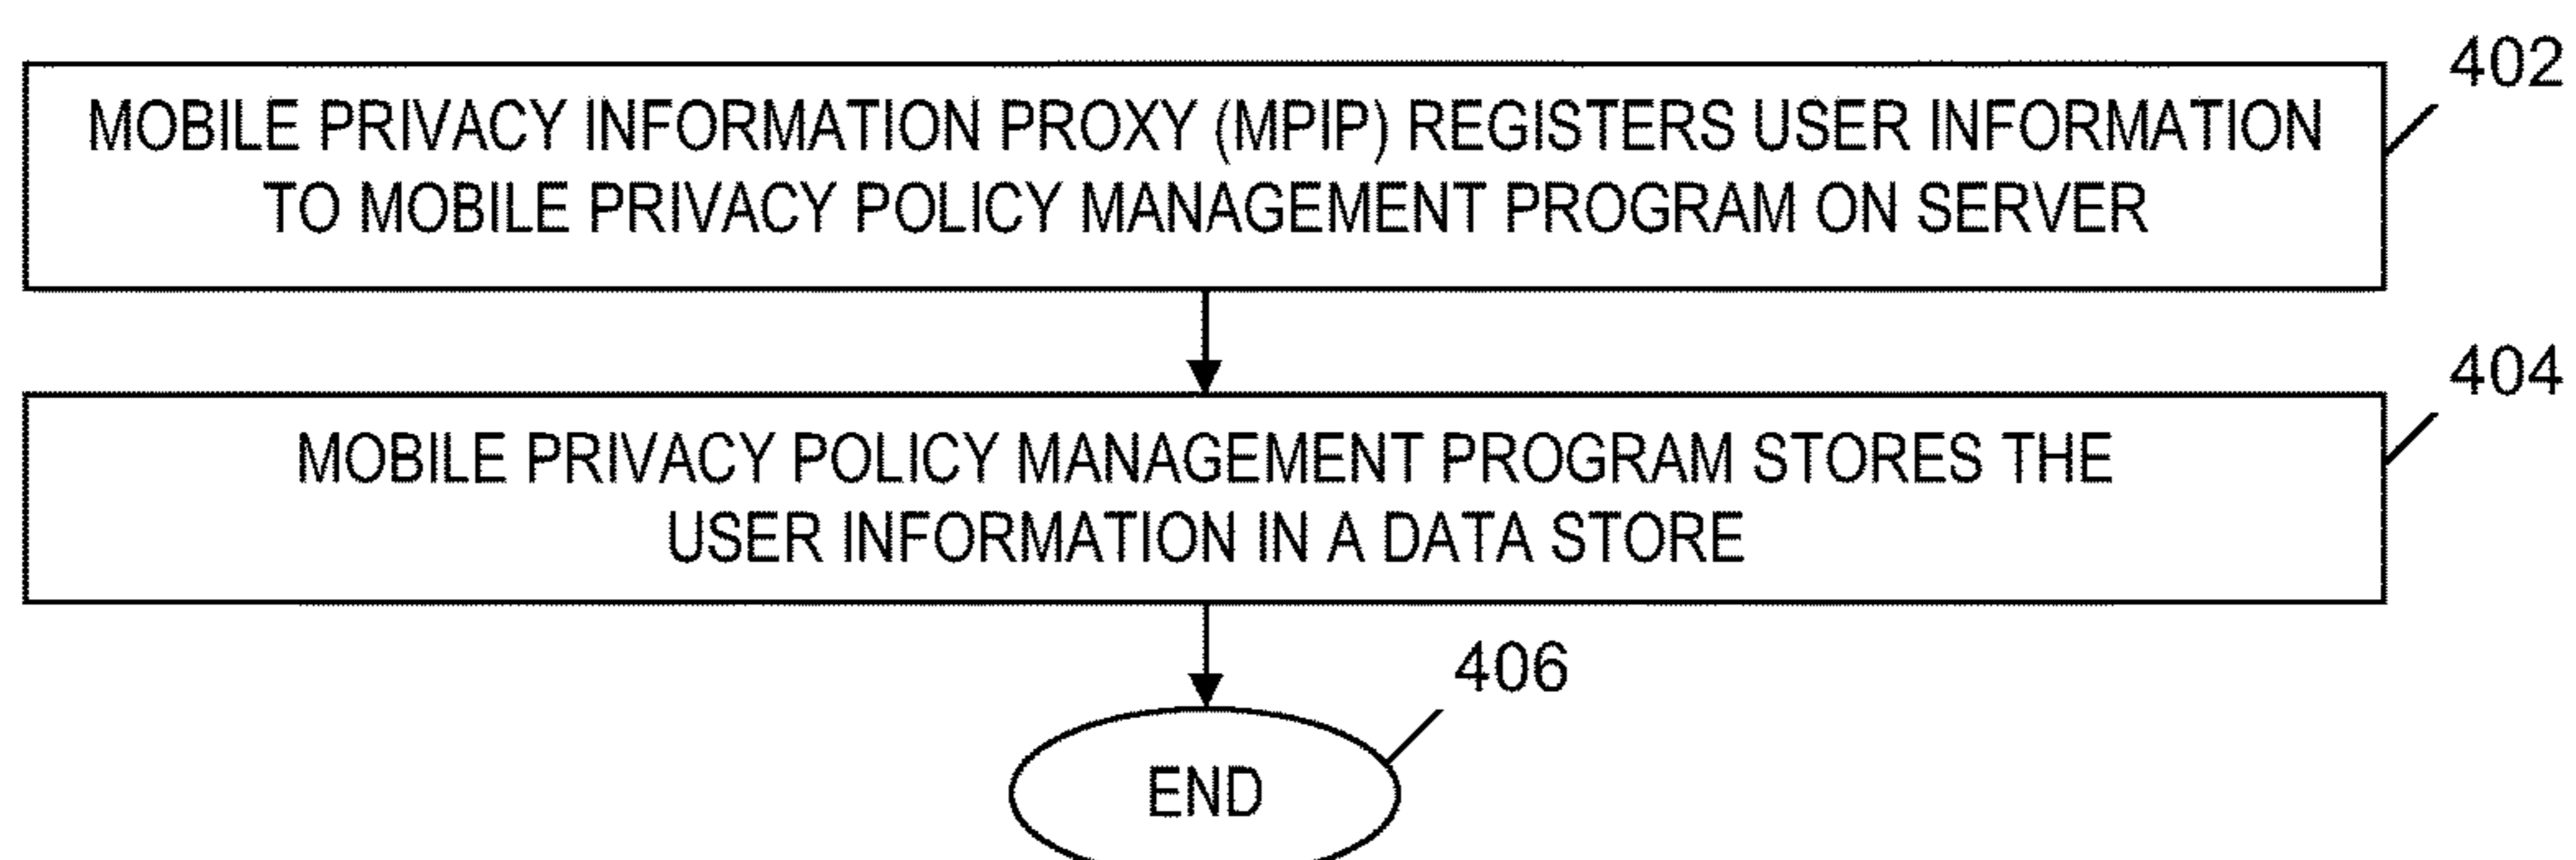 402
MOBILE PRIVACY INFORMATION PROXY (MPIP) REGISTERS USER INFORMATION
TO MOBILE PRIVACY POLICY MANAGEMENT PROGRAM ON SERVER
404
MOBILE PRIVACY POLICY MANAGEMENT PROGRAM STORES THE
USER INFORMATION IN A DATA STORE
406
END